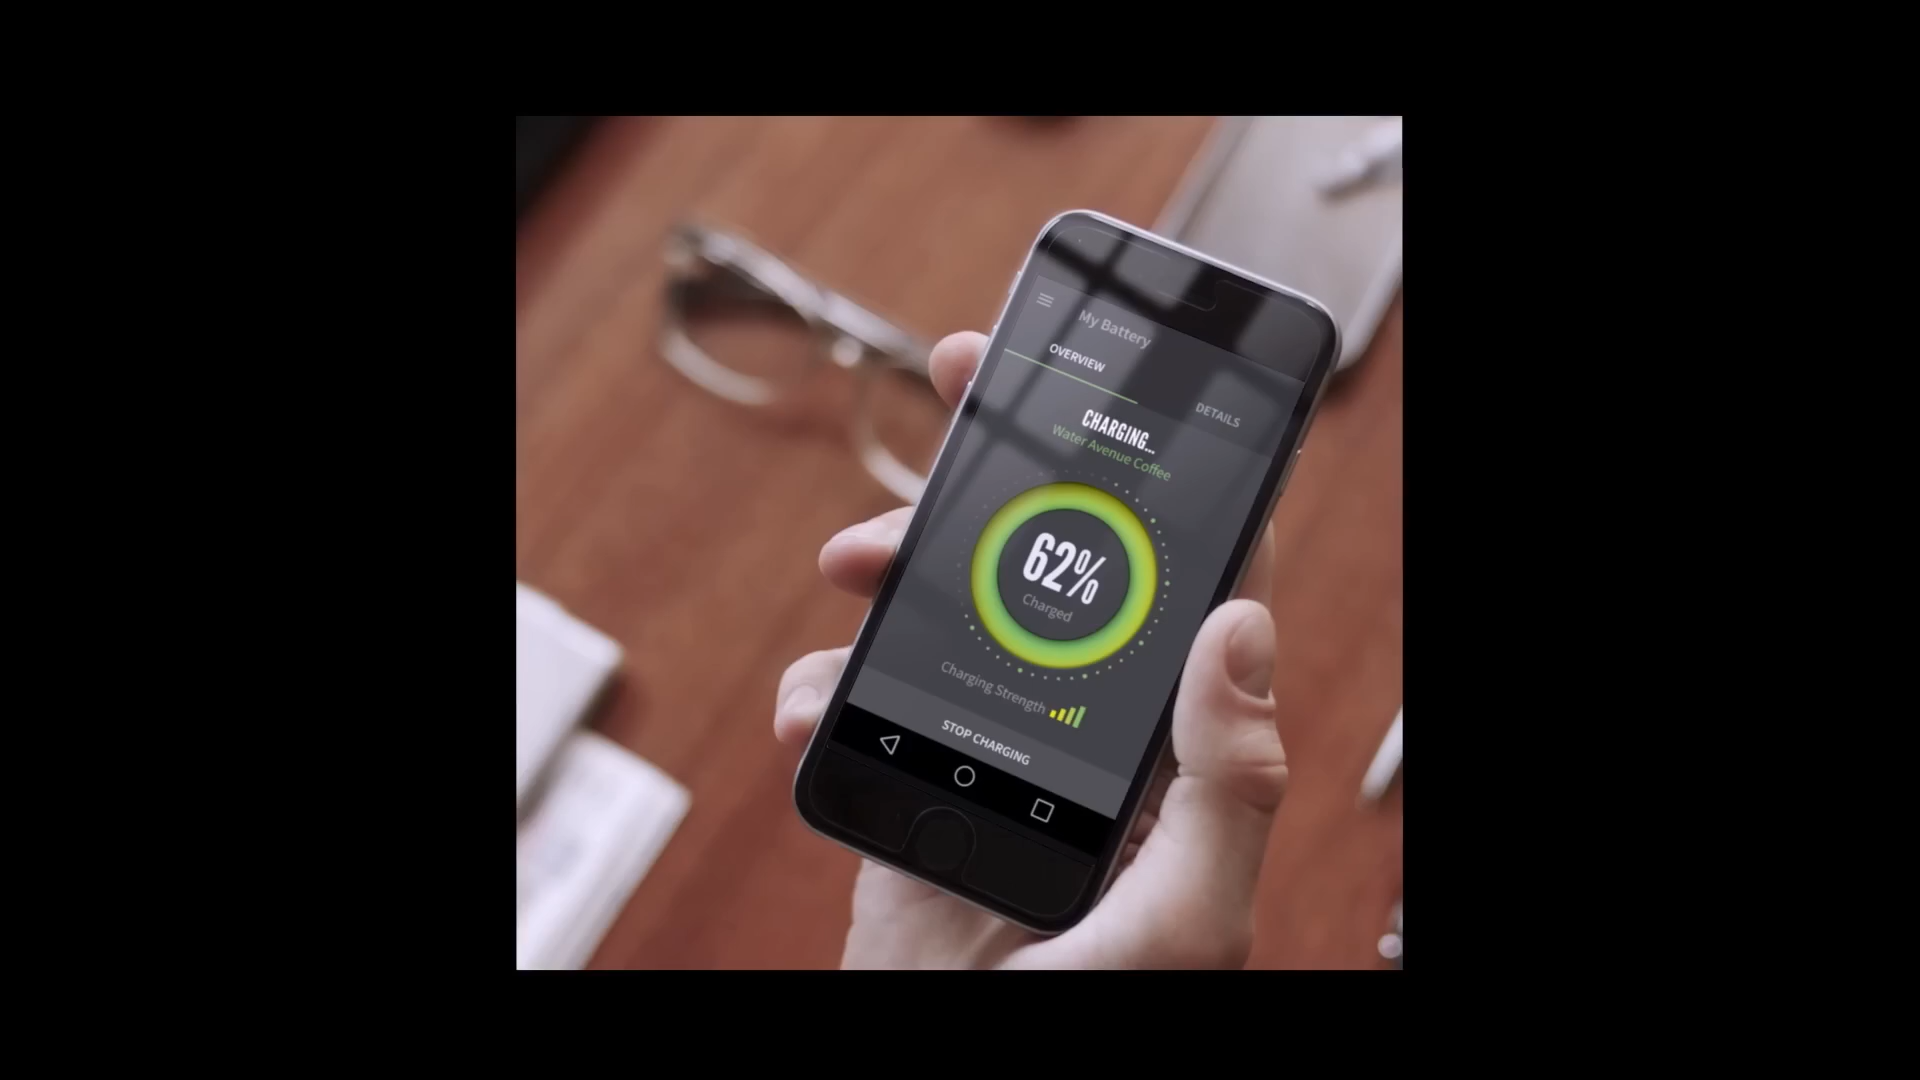 My Battery
OVERVIEW
DETAILS
CHARGING...
Water Avenue Coffee
62%
Charged
Charging Strength
STOP CHARGING